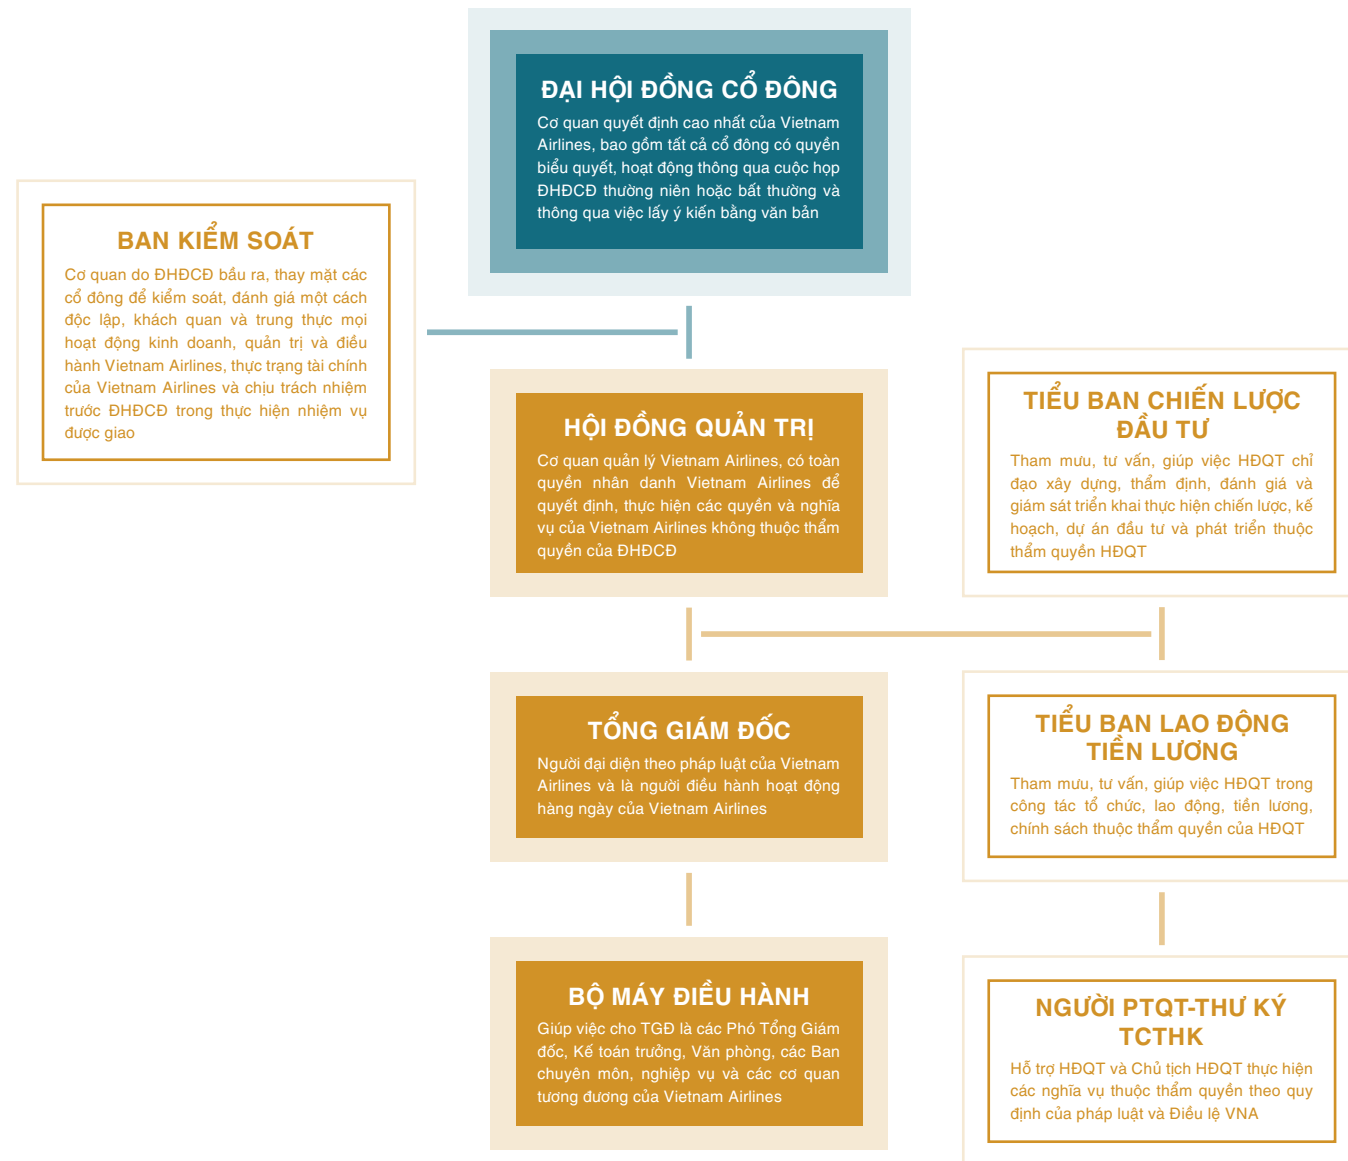 ĐẠI HỘI ĐỒNG CỔ ĐÔNG
Cơ quan quyết định cao nhất của Vietnam
Airlines, bao gồm tất cả cổ đông có quyền
biểu quyết, hoạt động thông qua cuộc họp
ĐHĐCĐ thường niên hoặc bất thường và
thông qua việc lấy ý kiến bằng văn bản
BAN KIỂM SOÁT
Cơ quan do ĐHĐCĐ bầu ra, thay mặt các
cổ đông để kiểm soát, đánh giá một cách
độc lập, khách quan và trung thực mọi
hoạt động kinh doanh, quản trị và điều
hành Vietnam Airlines, thực trạng tài chính
của Vietnam Airlines và chịu trách nhiệm
trước ĐHĐCĐ trong thực hiện nhiệm vụ
được giao
HỘI ĐỒNG QUẢN TRỊ
Cơ quan quản lý Vietnam Airlines, có toàn
quyền nhân danh Vietnam Airlines để
quyết định, thực hiện các quyền và nghĩa
vụ của Vietnam Airlines không thuộc thẩm
quyền của ĐHĐCĐ
TIỂU BAN CHIẾN LƯỢC
ĐẦU TƯ
Tham mưu, tư vấn, giúp việc HĐQT chỉ
đạo xây dựng, thẩm định, đánh giá và
giám sát triển khai thực hiện chiến lược, kế
hoạch, dự án đầu tư và phát triển thuộc
thẩm quyền HĐQT
TỔNG GIÁM ĐỐC
Người đại diện theo pháp luật của Vietnam
Airlines và là người điều hành hoạt động
hàng ngày của Vietnam Airlines
TIỂU BAN LAO ĐỘNG
TIỀN LƯƠNG
Tham mưu, tư vấn, giúp việc HĐQT trong
công tác tổ chức, lao động, tiền lương,
chính sách thuộc thẩm quyền của HĐQT
BỘ MÁY ĐIỀU HÀNH
Giúp việc cho TGĐ là các Phó Tổng Giám
đốc, Kế toán trưởng, Văn phòng, các Ban
chuyên môn, nghiệp vụ và các cơ quan
tương đương của Vietnam Airlines
NGƯỜI PTQT-THƯ KÝ
TCTHK
Hỗ trợ HĐQT và Chủ tịch HĐQT thực hiện
các nghĩa vụ thuộc thẩm quyền theo quy
định của pháp luật và Điều lệ VNA